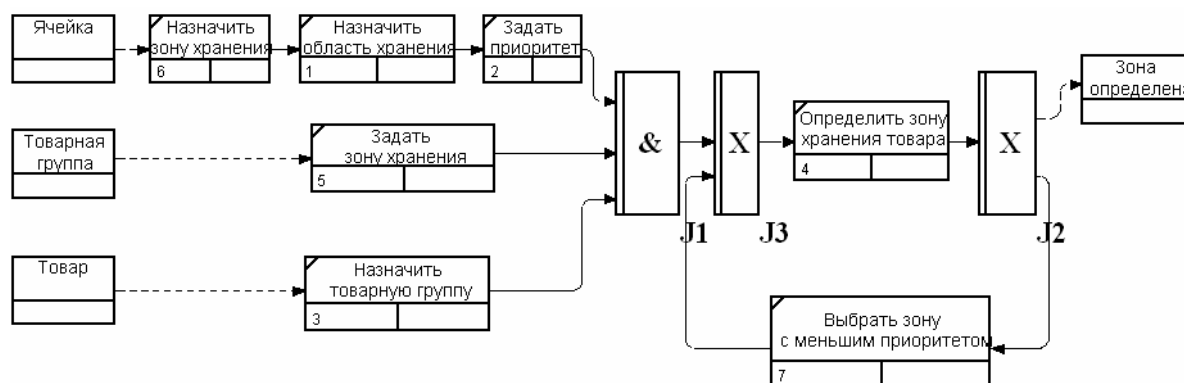 Ячейка
Назначить
зону хранения
6
Назначить
область хранения
1
Задать
приоритет
2
Зона
определена
Товарная
группа
Задать
зону хранения
5
&
X
Определить зону
хранения товара
4
X
J1
J3
J2
Товар
Назначить
товарную группу
3
Выбрать зону
с меньшим приоритетом
7